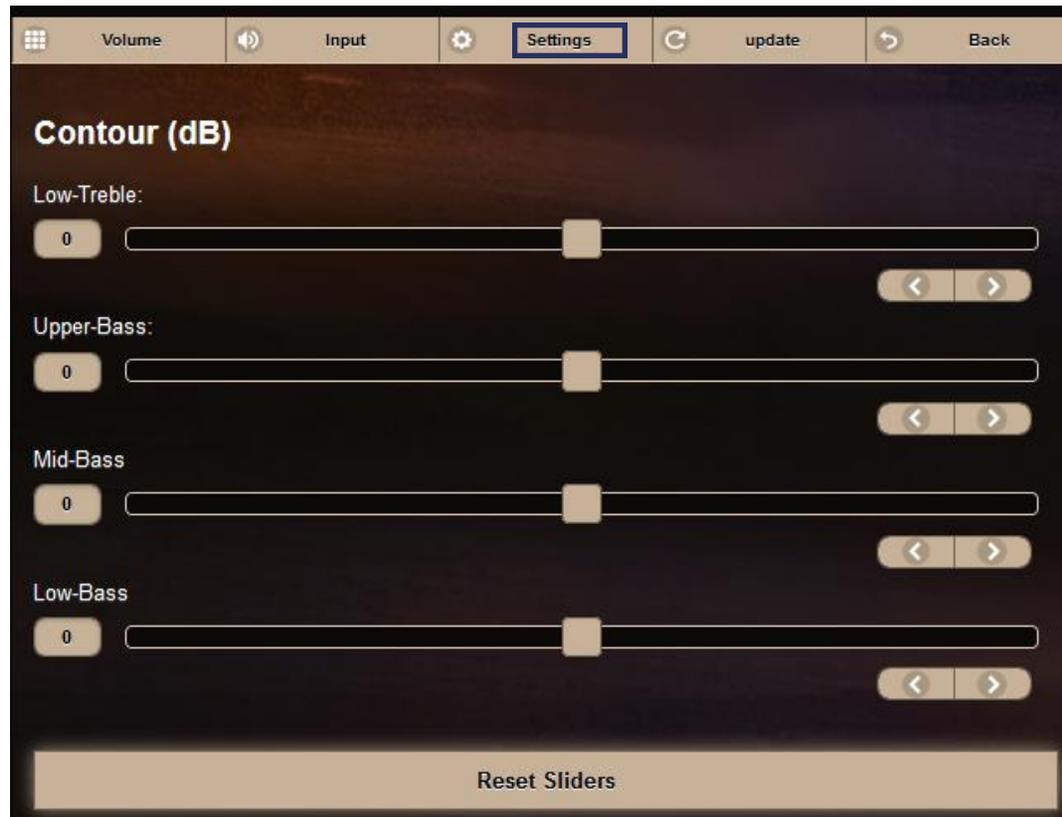 Volume Input Settings update Back
Contour (dB)
Low-Treble:
0
Upper-Bass:
0
Mid-Bass
0
Low-Bass
0
Reset Sliders